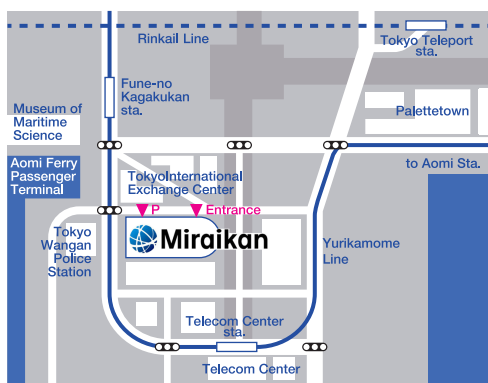 Rinkail Line
Tokyo Teleport
sta.
Fune-no
Kagakukan
sta.
Museum of
Maritime
Science
Palettetown
Aomi Ferry
Passenger
Terminal
to Aomi Sta.
TokyoInternational
Exchange Center
P
Entrance
Miraikan
Tokyo
Wangan
Police
Station
Yurikamome
Line
Telecom Center
sta.
Telecom Center